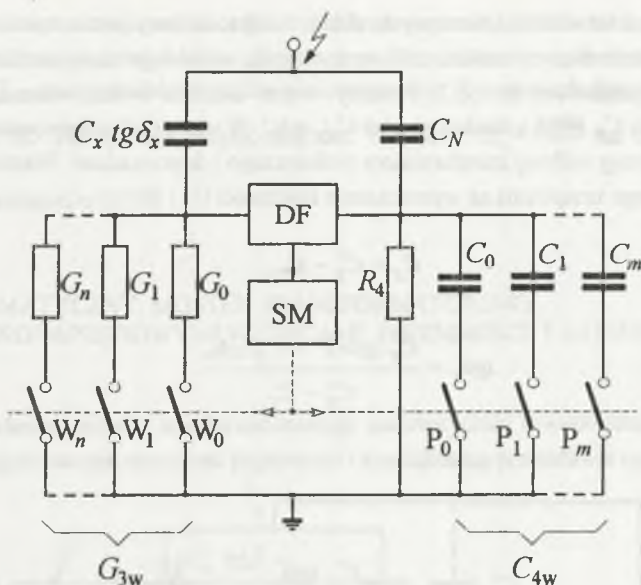 C_x tgδ_x
C_N
DF
G_n G_1 G_0
SM
R_4
C_0 C_1 C_m
W_n W_1 W_0
P_0 P_1 P_m
G_3w
C_4w